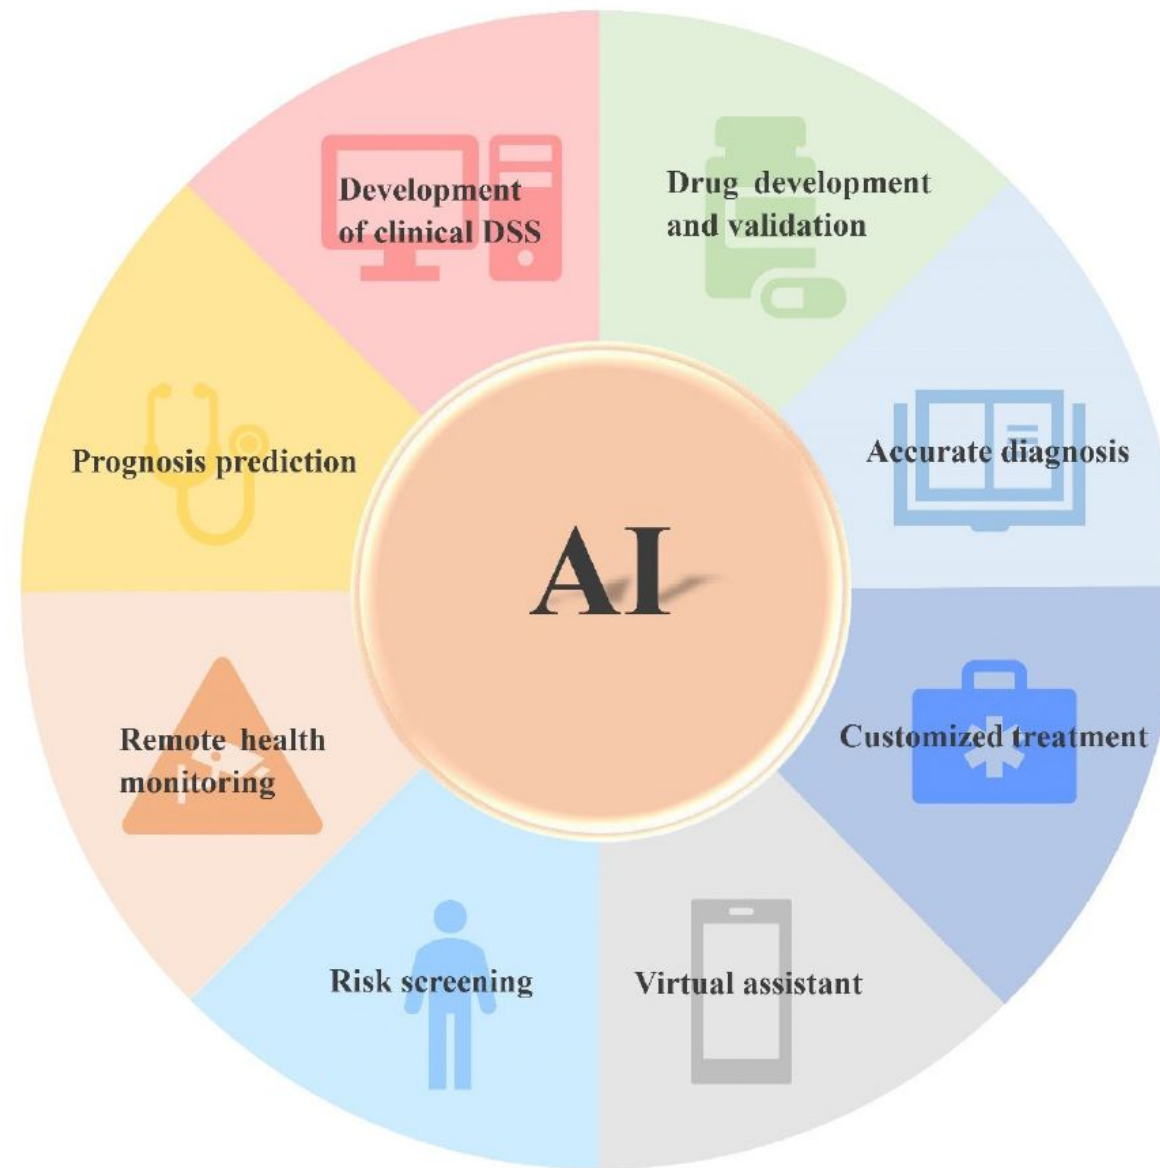 Development
of clinical DSS
Drug development
and validation
Prognosis prediction
Accurate diagnosis
AI
Remote health
monitoring
Customized treatment
Risk screening
Virtual assistant